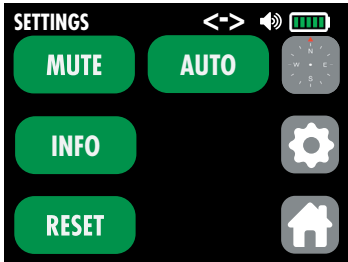 SETTINGS <->
MUTE AUTO
N
W E
S
INFO
RESET